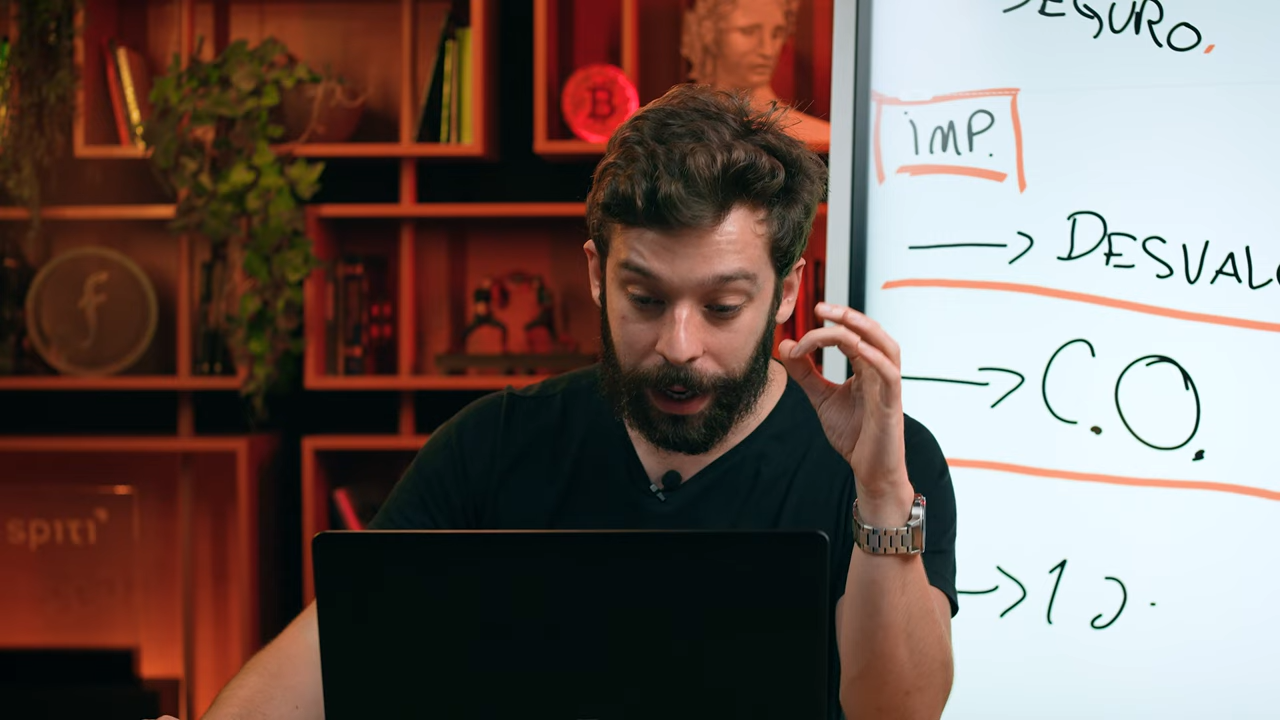 SEGURO.
IMP.
→ DESVALO
→ C.O.
spiti
B
f